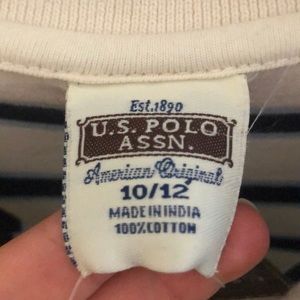 Est.1890
U.S. POLO
ASSN.
American Original
10/12
MADE IN INDIA
100% COTTON